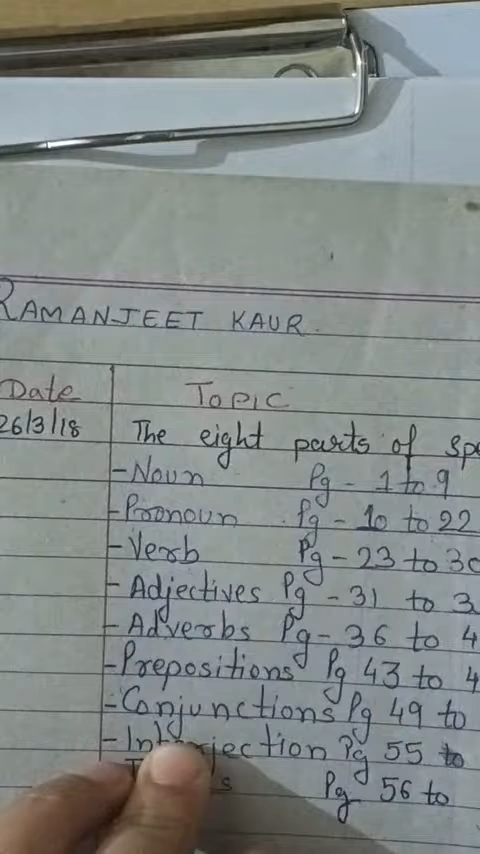 RAMANJEET KAUR.
Date Topic
26/3/18 The eight parts of
-Noun Pg - 1 to 9
-Pronoun Pg - 10 to 22
-Verb Pg - 23 to 30
-Adjectives Pg - 31 to
-Adverbs Pg - 36 to
-Prepositions Pg 43 to
-Conjunctions Pg 49 to
-Interjection Pg 55 to
Pg 56 to